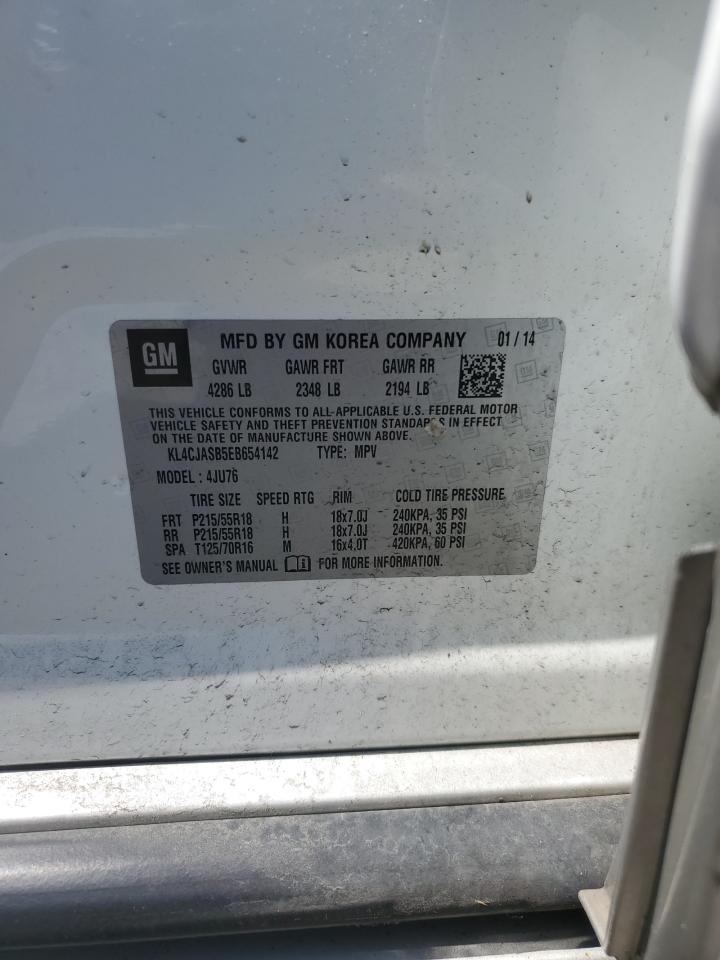 GM
MFD BY GM KOREA COMPANY 01/14
GVWR GAWR FRT GAWR RR
4286 LB 2348 LB 2194 LB
THIS VEHICLE CONFORMS TO ALL APPLICABLE U.S. FEDERAL MOTOR
VEHICLE SAFETY AND THEFT PREVENTION STANDARDS IN EFFECT
ON THE DATE OF MANUFACTURE SHOWN ABOVE.
KL4CJASB5EB654142 TYPE: MPV
MODEL: 4JU76
TIRE SIZE SPEED RTG RIM COLD TIRE PRESSURE
FRT P215/55R18 H 18x7.0J 240KPA, 35 PSI
RR P215/55R18 H 18x7.0J 240KPA, 35 PSI
SPA T125/70R16 M 16x4.0T 420KPA, 60 PSI
SEE OWNER'S MANUAL FOR MORE INFORMATION.